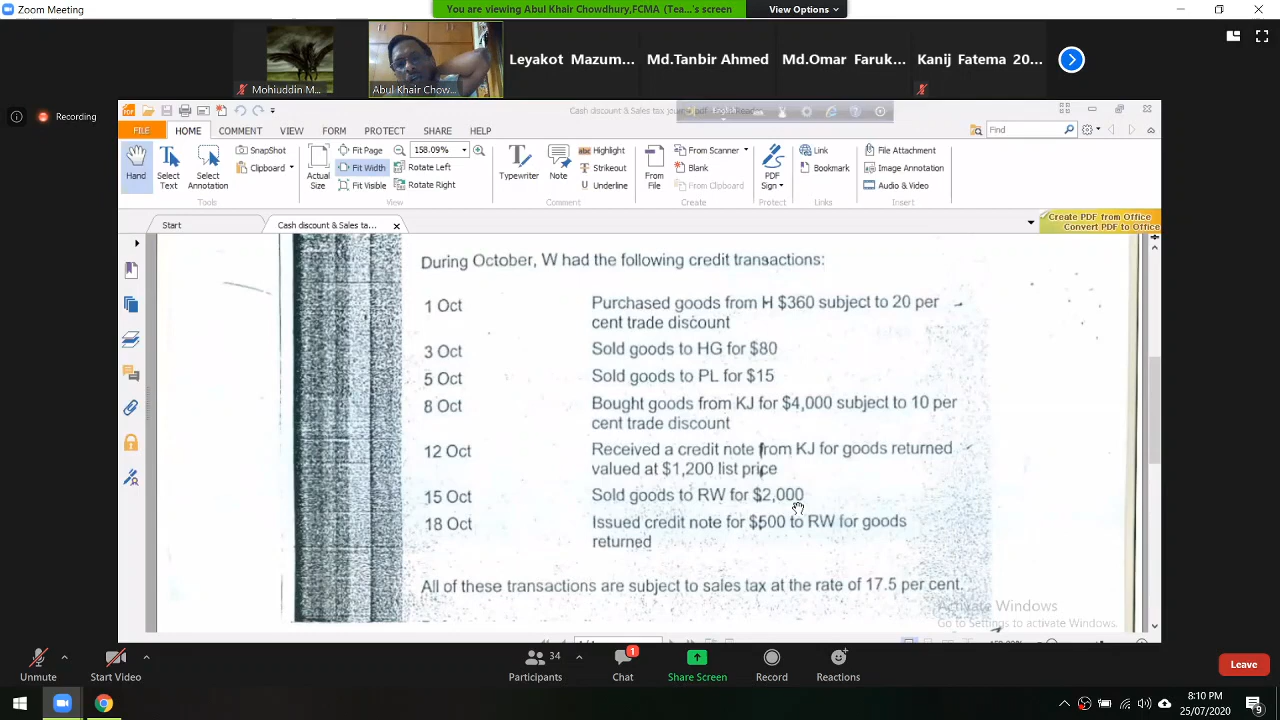 Zoom Meeting
You are viewing Abul Khair Chowdhury,FCMA (Tea...'s screen
View Options
Mohiuddin M...
Abul Khair Chow...
Leyakot Mazum...
Md.Tanbir Ahmed
Md.Omar Faruk...
Kanij Fatema 20...
Recording
FILE HOME COMMENT VIEW FORM PROTECT SHARE HELP
Find
Hand
Select Text
Select Annotation
SnapShot
Clipboard
Tools
Actual Size
Fit Page
Fit Width
Fit Visible
158.09%
Rotate Left
Rotate Right
View
Typewriter
Note
Highlight
Strikeout
Underline
Comment
From File
From Scanner
Blank
From Clipboard
Create
PDF Sign
Protect
Link
Bookmark
Links
File Attachment
Image Annotation
Audio & Video
Insert
Start
Cash discount & Sales ta...
Create PDF from Office
Convert PDF to Office
During October, W had the following credit transactions:
1 Oct Purchased goods from H $360 subject to 20 per
cent trade discount
3 Oct Sold goods to HG for $80
5 Oct Sold goods to PL for $15
8 Oct Bought goods from KJ for $4,000 subject to 10 per
cent trade discount
12 Oct Received a credit note from KJ for goods returned
valued at $1,200 list price
15 Oct Sold goods to RW for $2,000
18 Oct Issued credit note for $500 to RW for goods
returned
All of these transactions are subject to sales tax at the rate of 17.5 per cent.
Activate Windows
Go to Settings to activate Windows.
Unmute
Start Video
34
Participants
1
Chat
Share Screen
Record
Reactions
Leave
8:10 PM
25/07/2020
9